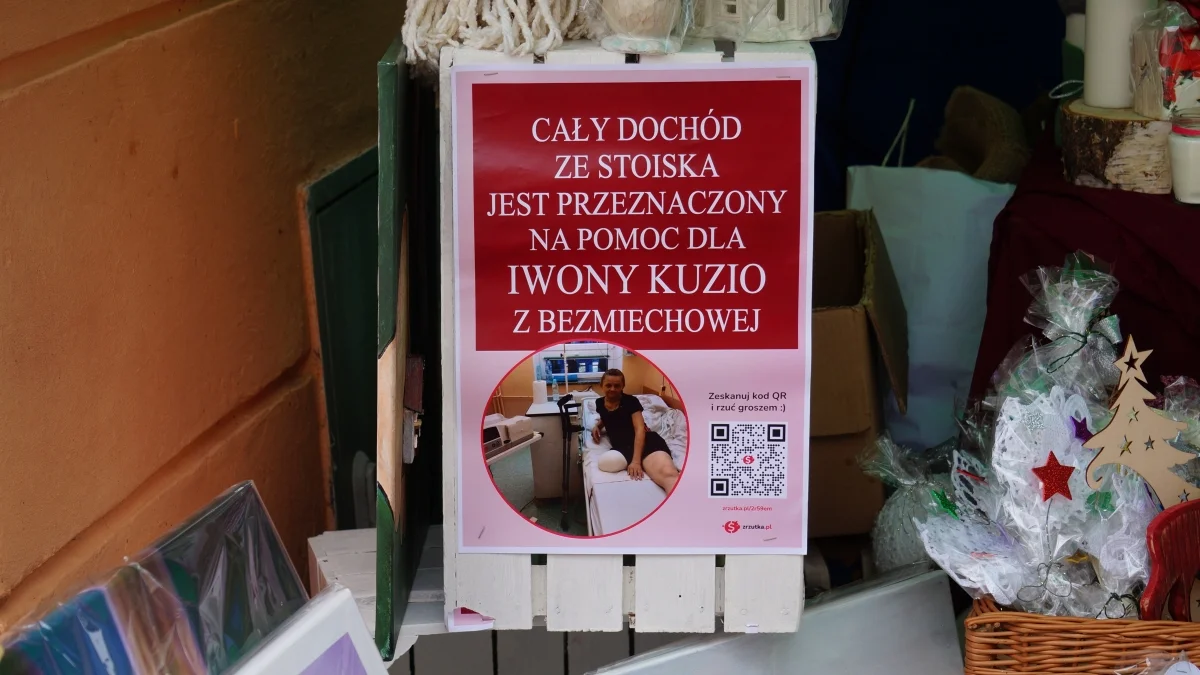 CAŁY DOCHÓD
ZE STOISKA
JEST PRZEZNACZONY
NA POMOC DLA
IWONY KUZIO
Z BEZMIECHOWEJ
Zeskanuj kod QR
i rzuć groszem :)
zrzutka.pl